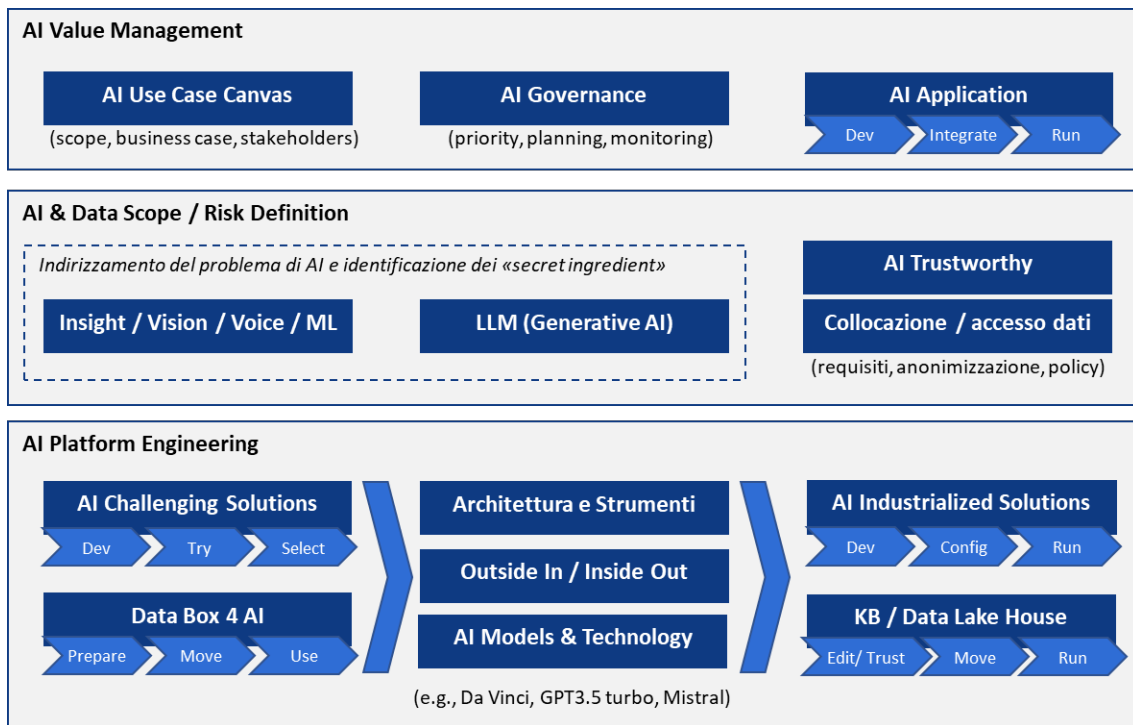 AI Value Management
AI Use Case Canvas
(scope, business case, stakeholders)
AI Governance
(priority, planning, monitoring)
AI Application
Dev
Integrate
Run
AI & Data Scope / Risk Definition
Indirizzamento del problema di AI e identificazione dei «secret ingredient»
Insight / Vision / Voice / ML
LLM (Generative AI)
AI Trustworthy
Collocazione / accesso dati
(requisiti, anonimizzazione, policy)
AI Platform Engineering
AI Challenging Solutions
Dev
Try
Select
Data Box 4 AI
Prepare
Move
Use
Architettura e Strumenti
Outside In / Inside Out
AI Models & Technology
(e.g., Da Vinci, GPT3.5 turbo, Mistral)
AI Industrialized Solutions
Dev
Config
Run
KB / Data Lake House
Edit/ Trust
Move
Run